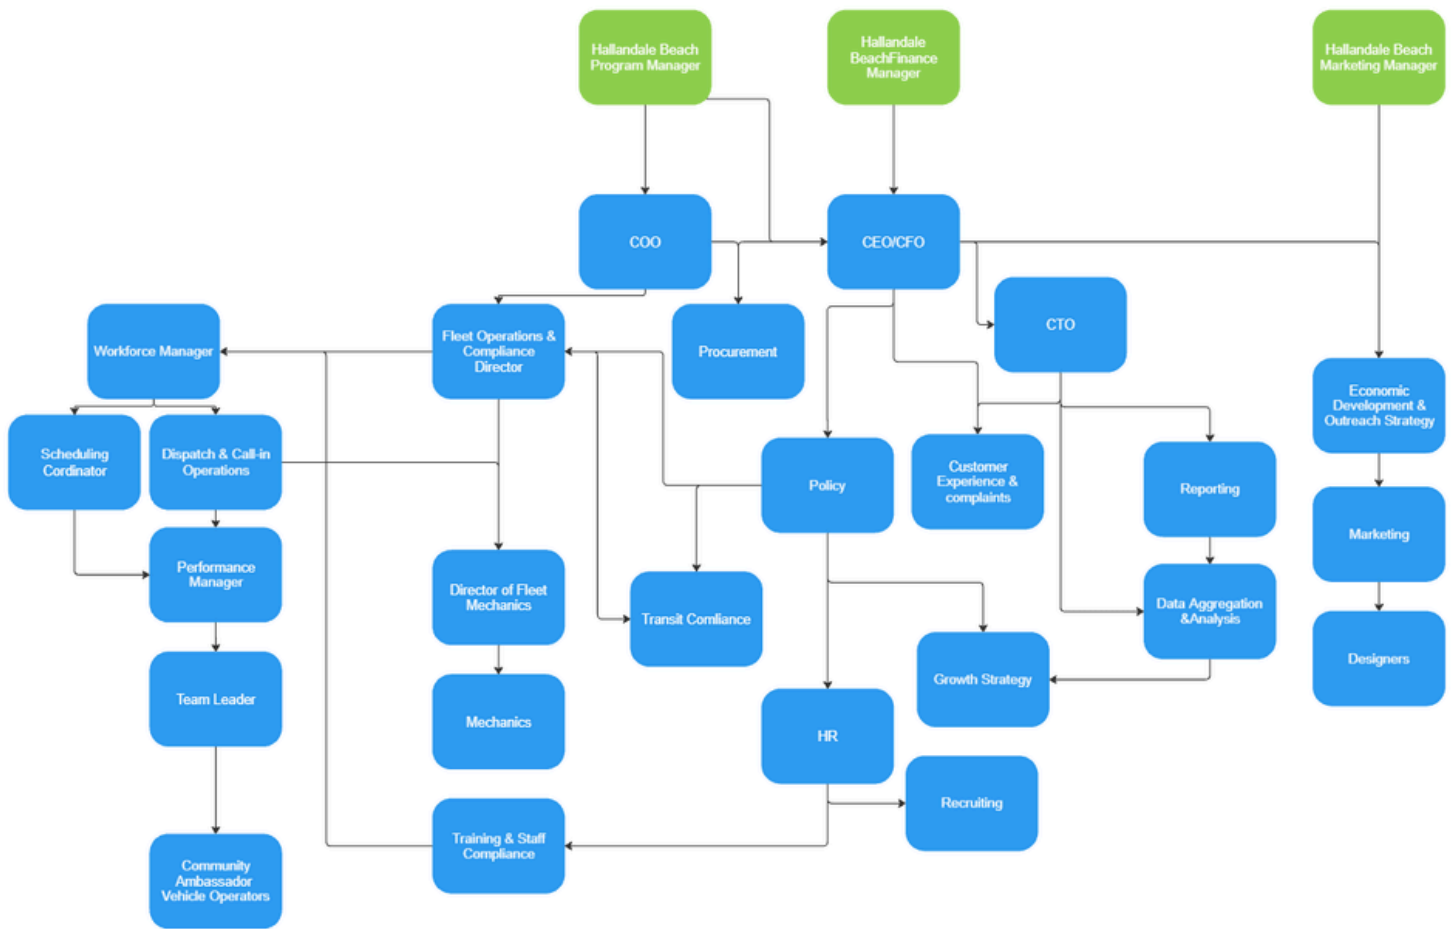 Hallandale Beach
Program Manager
Hallandale
BeachFinance
Manager
Hallandale Beach
Marketing Manager
COO
CEO/CFO
CTO
Workforce Manager
Fleet Operations &
Compliance
Director
Procurement
Economic
Development &
Outreach Strategy
Scheduling
Cordinator
Dispatch & Call-in
Operations
Policy
Customer
Experience &
complaints
Reporting
Marketing
Performance
Manager
Director of Fleet
Mechanics
Transit Comliance
Data Aggregation
&Analysis
Designers
Team Leader
Mechanics
Growth Strategy
HR
Recruiting
Training & Staff
Compliance
Community
Ambassador
Vehicle Operators